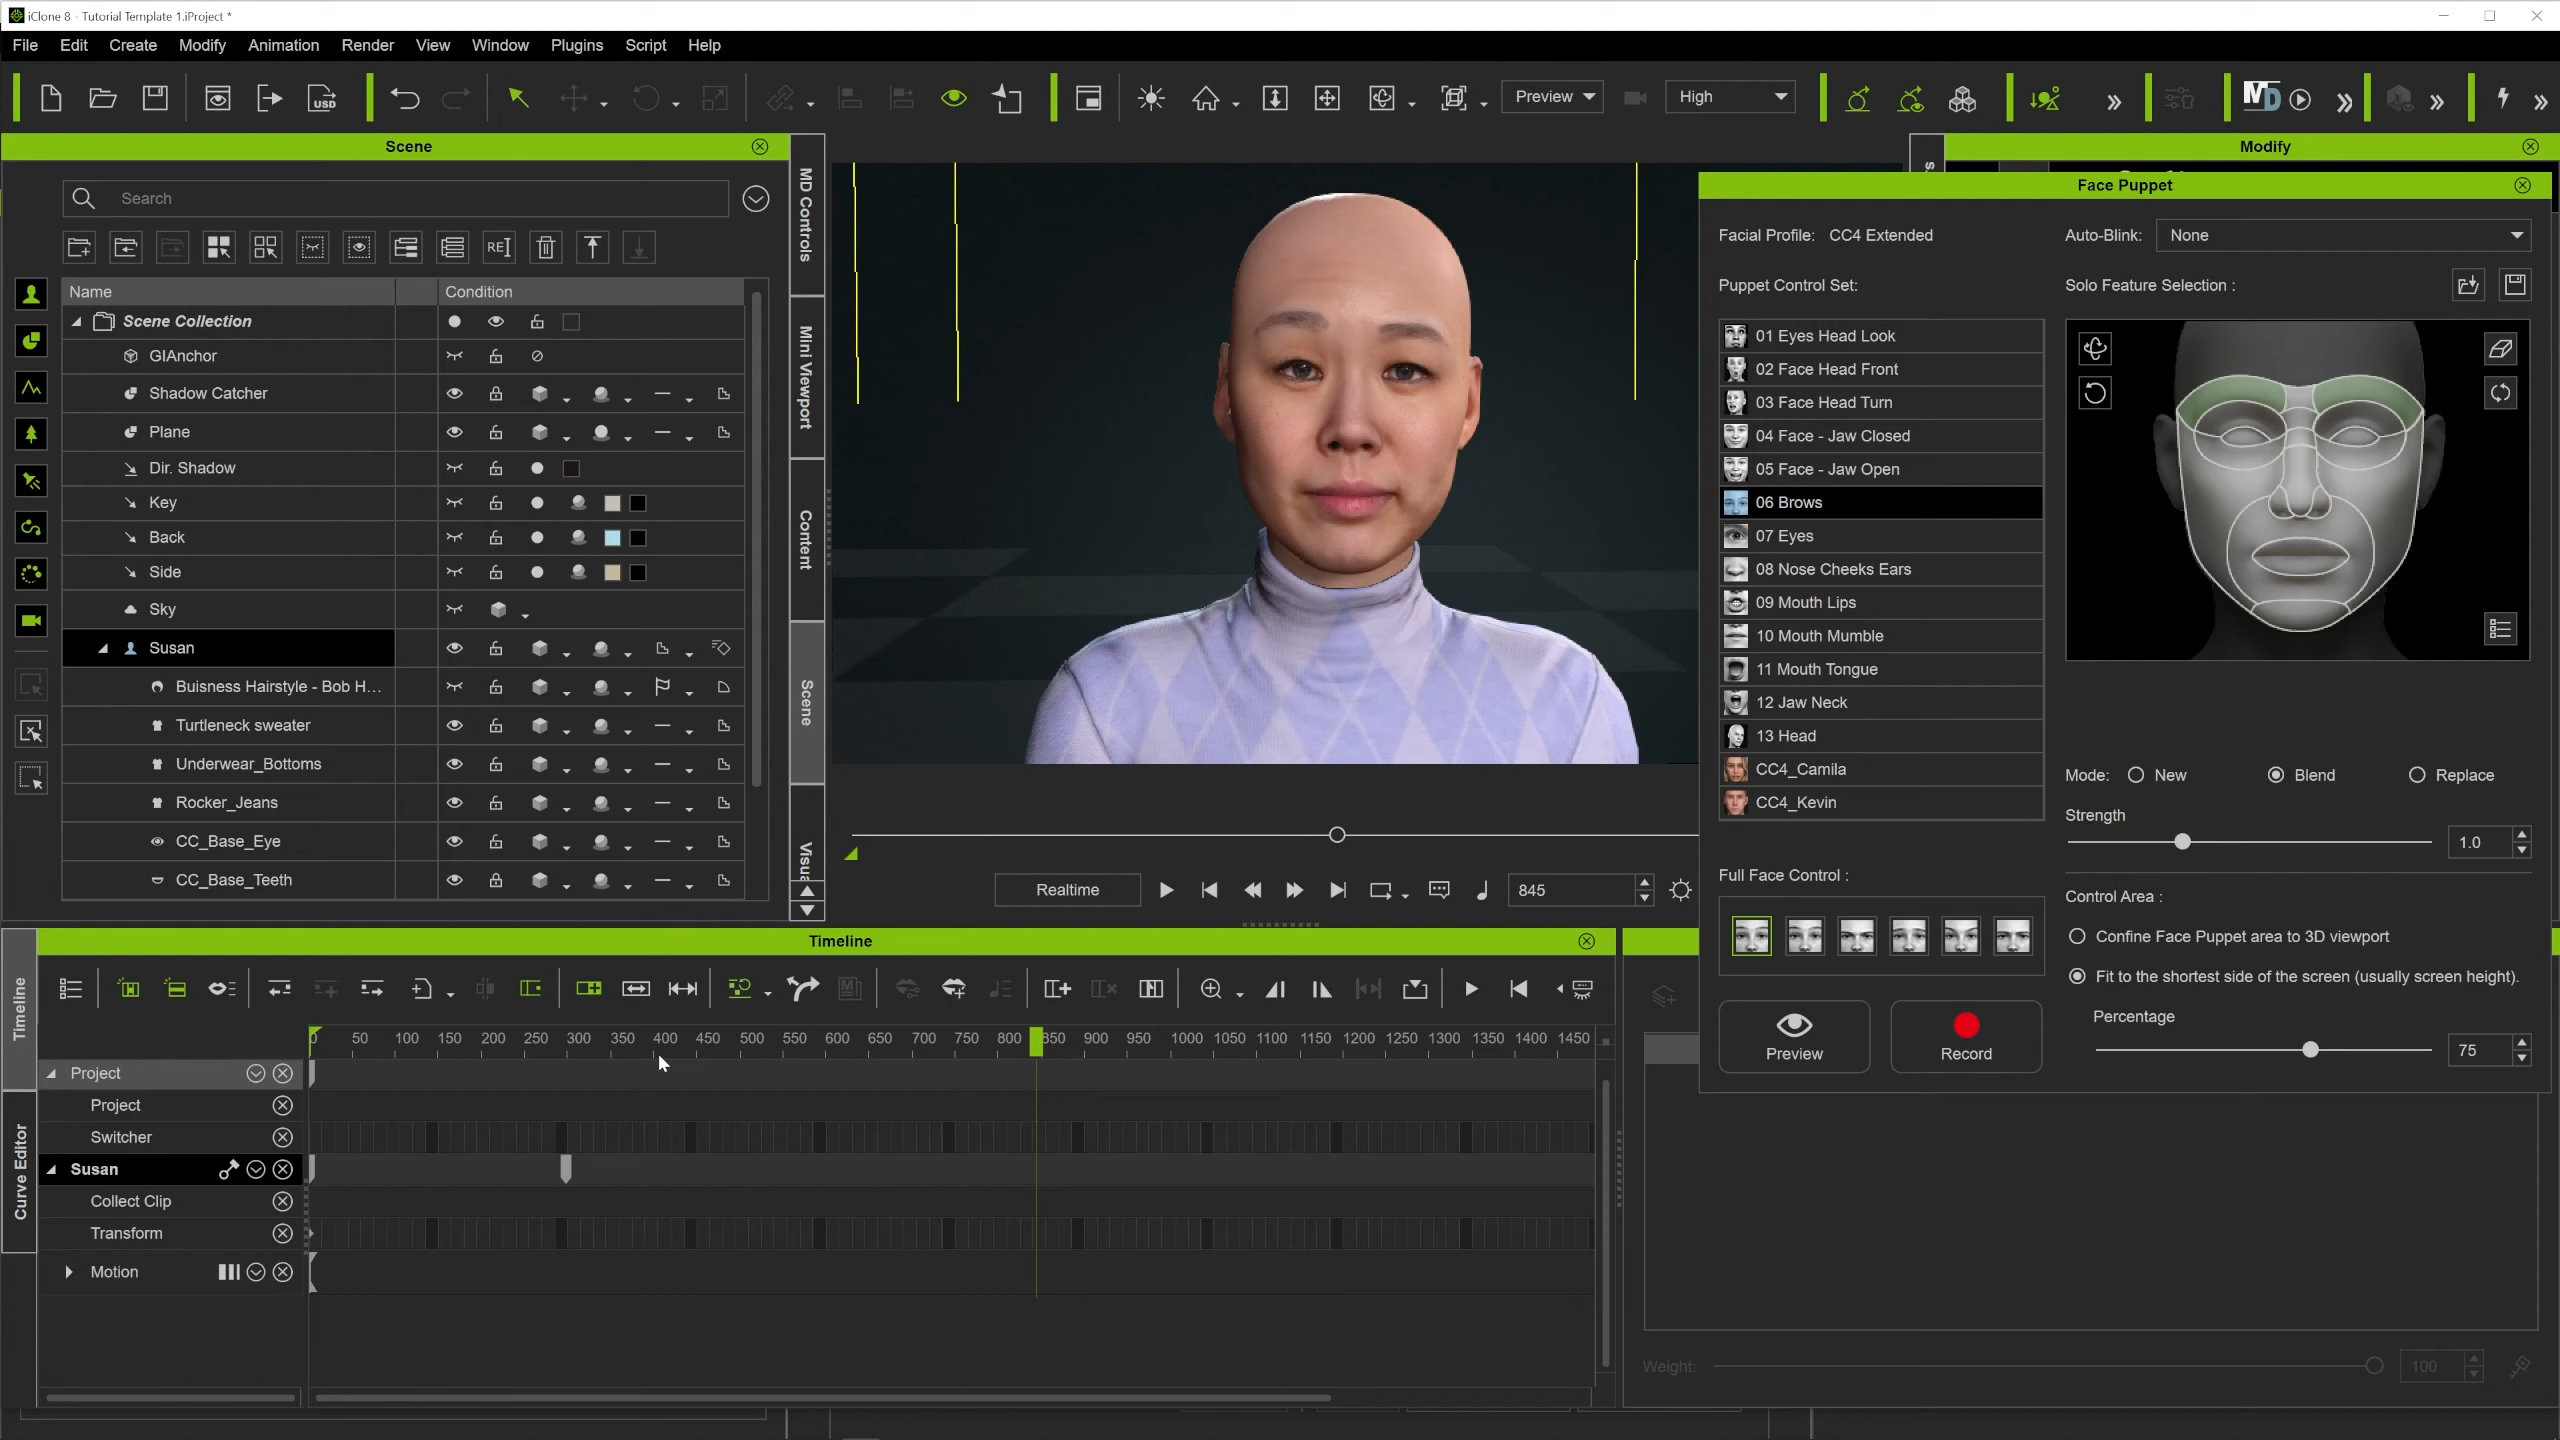 iClone 8 - Tutorial Template 1.iProject *
File Edit Create Modify Animation Render View Window Plugins Script Help
USD
Preview
High
MD
Scene
Search
REI
Name
Condition
Scene Collection
GIAnchor
Shadow Catcher
Plane
Dir. Shadow
Key
Back
Side
Sky
Susan
Buisness Hairstyle - Bob H...
Turtleneck sweater
Underwear_Bottoms
Rocker_Jeans
CC_Base_Eye
CC_Base_Teeth
MD Controls
Mini Viewport
Content
Scene
Visua
Realtime
845
Modify
Face Puppet
Facial Profile: CC4 Extended
Auto-Blink: None
Puppet Control Set:
Solo Feature Selection :
01 Eyes Head Look
02 Face Head Front
03 Face Head Turn
04 Face - Jaw Closed
05 Face - Jaw Open
06 Brows
07 Eyes
08 Nose Cheeks Ears
09 Mouth Lips
10 Mouth Mumble
11 Mouth Tongue
12 Jaw Neck
13 Head
CC4_Camila
CC4_Kevin
Full Face Control :
Preview
Record
Mode: New Blend Replace
Strength
1.0
Control Area :
Confine Face Puppet area to 3D viewport
Fit to the shortest side of the screen (usually screen height).
Percentage
75
Weight:
100
Timeline
Timeline
Curve Editor
0 50 100 150 200 250 300 350 400 450 500 550 600 650 700 750 800 850 900 950 1000 1050 1100 1150 1200 1250 1300 1350 1400 1450
Project
Project
Switcher
Susan
Collect Clip
Transform
Motion